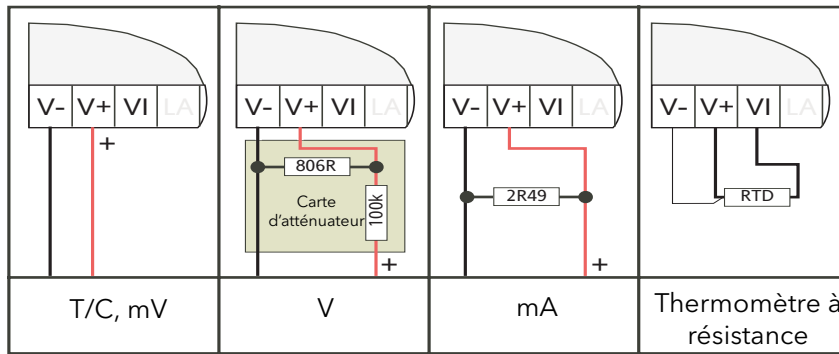 V- V+ VI LA
+
T/C, mV
V- V+ VI LA
806R
100k
Carte
d'atténuateur
+
V
V- V+ VI LA
2R49
+
mA
V- V+ VI LA
RTD
Thermomètre à
résistance